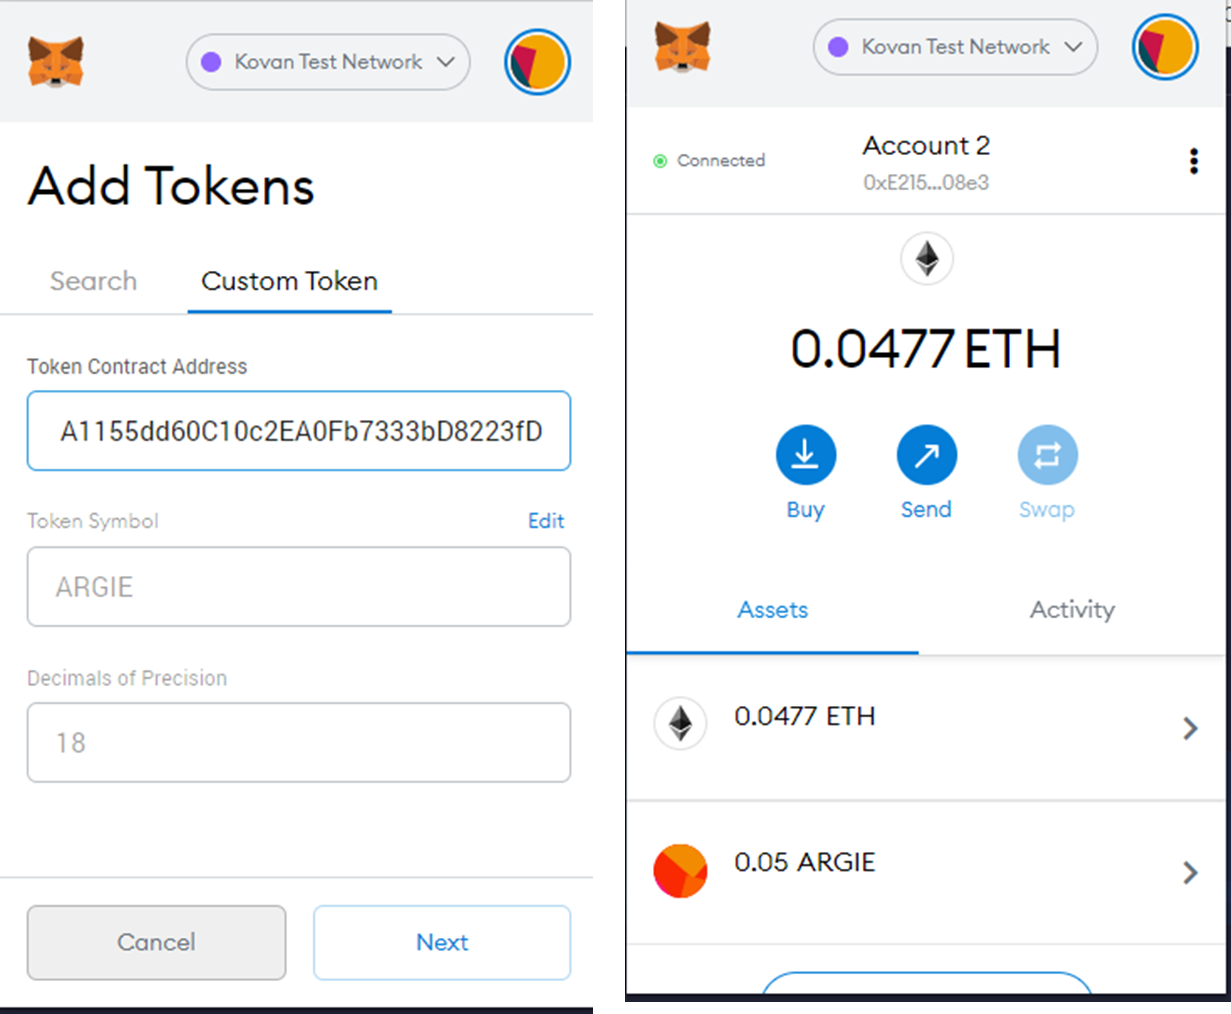 Kovan Test Network
Add Tokens
Search
Custom Token
Token Contract Address
A1155dd60C10c2EA0Fb7333bD8223fD
Token Symbol
Edit
ARGIE
Decimals of Precision
18
Cancel
Next
Kovan Test Network
Connected
Account 2
0xE215...08e3
0.0477 ETH
Buy
Send
Swap
Assets
Activity
0.0477 ETH
0.05 ARGIE